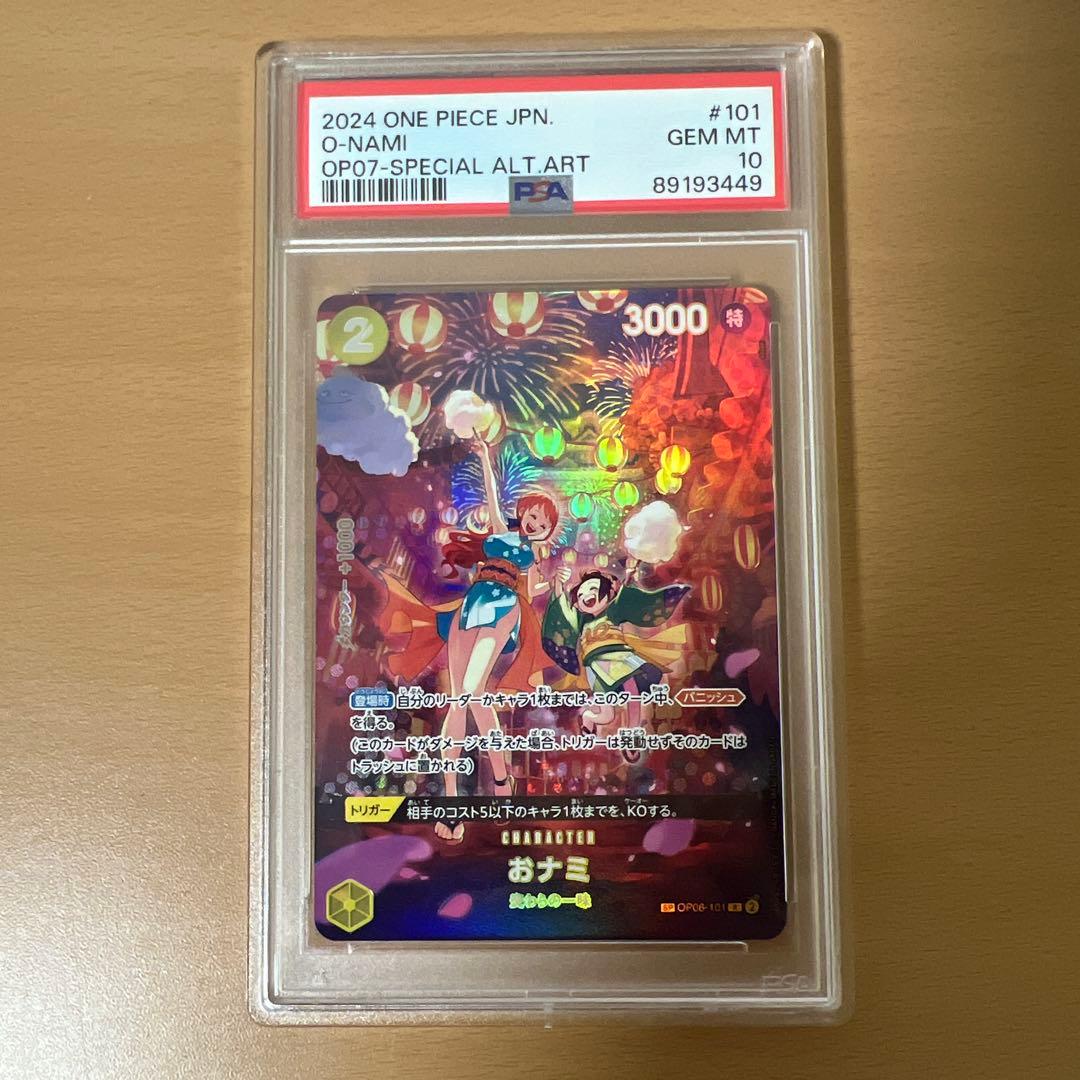 2024 ONE PIECE JPN. #101
O-NAMI GEM MT
OP07-SPECIAL ALT.ART 10
PSA 89193449
2 3000 特
カウンター +1000
登場時 自分のリーダーかキャラ1枚までは、このターン中、バニッシュ
を得る。
(このカードがダメージを与えた場合、トリガーは発動せずそのカードは
トラッシュに置かれる)
トリガー 相手のコスト5以下のキャラ1枚までを、KOする。
CHARACTER
おナミ
麦わらの一味
SP OP06-101 R 2
PSA